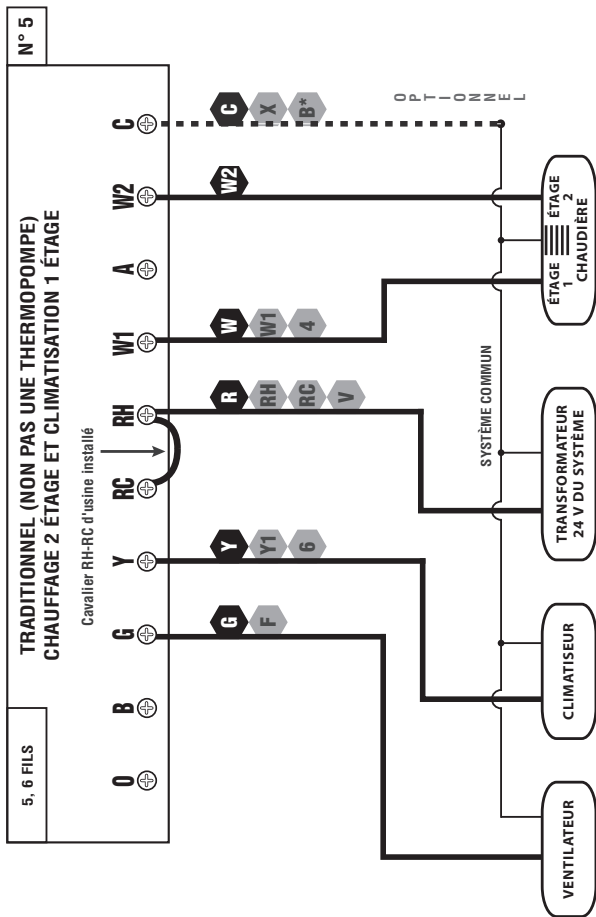 5, 6 FILS
TRADITIONNEL (NON PAS UNE THERMOPOMPE)
CHAUFFAGE 2 ÉTAGE ET CLIMATISATION 1 ÉTAGE
N° 5
Cavalier RH-RC d'usine installé
O B G Y RC RH W1 A W2 C
G Y R W W2 C
F Y1 RH W1 X
6 RC 4 B*
V
OPTIONNEL
SYSTÈME COMMUN
VENTILATEUR
CLIMATISEUR
TRANSFORMATEUR
24 V DU SYSTÈME
ÉTAGE
1
ÉTAGE
2
CHAUDIÈRE